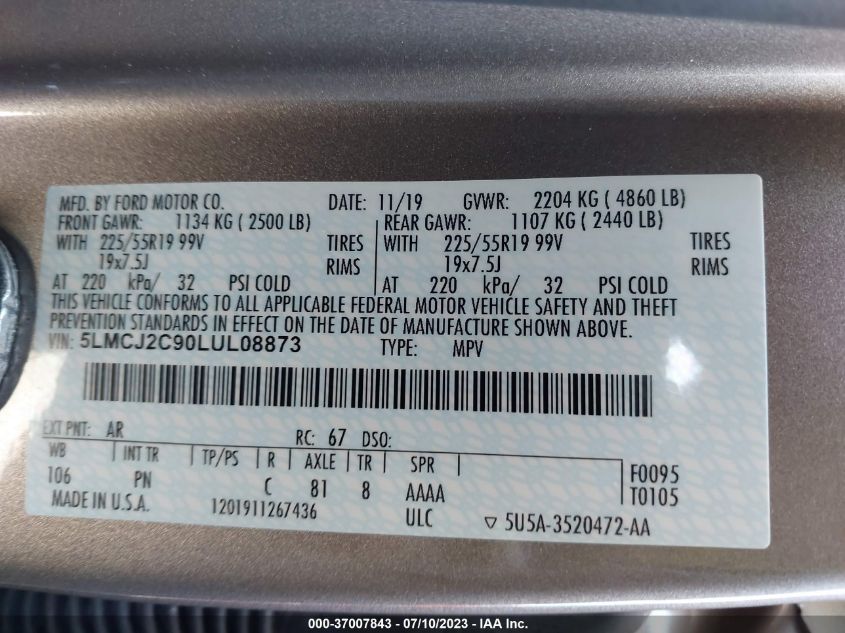 MFD. BY FORD MOTOR CO. DATE: 11/19 GVWR: 2204 KG ( 4860 LB)
FRONT GAWR: 1134 KG ( 2500 LB) REAR GAWR: 1107 KG ( 2440 LB)
WITH 225/55R19 99V TIRES WITH 225/55R19 99V TIRES
19x7.5J RIMS 19x7.5J RIMS
AT 220 kPa/ 32 PSI COLD AT 220 kPa/ 32 PSI COLD
THIS VEHICLE CONFORMS TO ALL APPLICABLE FEDERAL MOTOR VEHICLE SAFETY AND THEFT
PREVENTION STANDARDS IN EFFECT ON THE DATE OF MANUFACTURE SHOWN ABOVE.
VIN: 5LMCJ2C90LUL08873 TYPE: MPV
EXT PNT: AR RC: 67 DSO:
WB INT TR TP/PS R AXLE TR SPR F0095
106 PN C 81 8 AAAA T0105
MADE IN U.S.A. 1201911267436 ULC ▽ 5U5A-3520472-AA
000-37007843 / 07/10/2023 - IAA Inc.